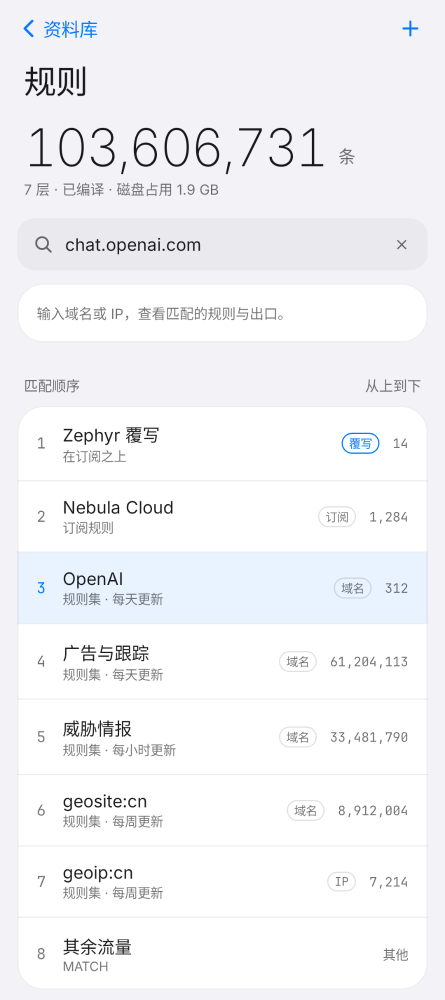 资料库
规则
103,606,731 条
7 层 · 已编译 · 磁盘占用 1.9 GB
chat.openai.com
输入域名或 IP，查看匹配的规则与出口。
匹配顺序 从上到下
1 Zephyr 覆写 覆写 14
在订阅之上
2 Nebula Cloud 订阅 1,284
订阅规则
3 OpenAI 域名 312
规则集 · 每天更新
4 广告与跟踪 域名 61,204,113
规则集 · 每天更新
5 威胁情报 域名 33,481,790
规则集 · 每小时更新
6 geosite:cn 域名 8,912,004
规则集 · 每周更新
7 geoip:cn IP 7,214
规则集 · 每周更新
8 其余流量 其他
MATCH